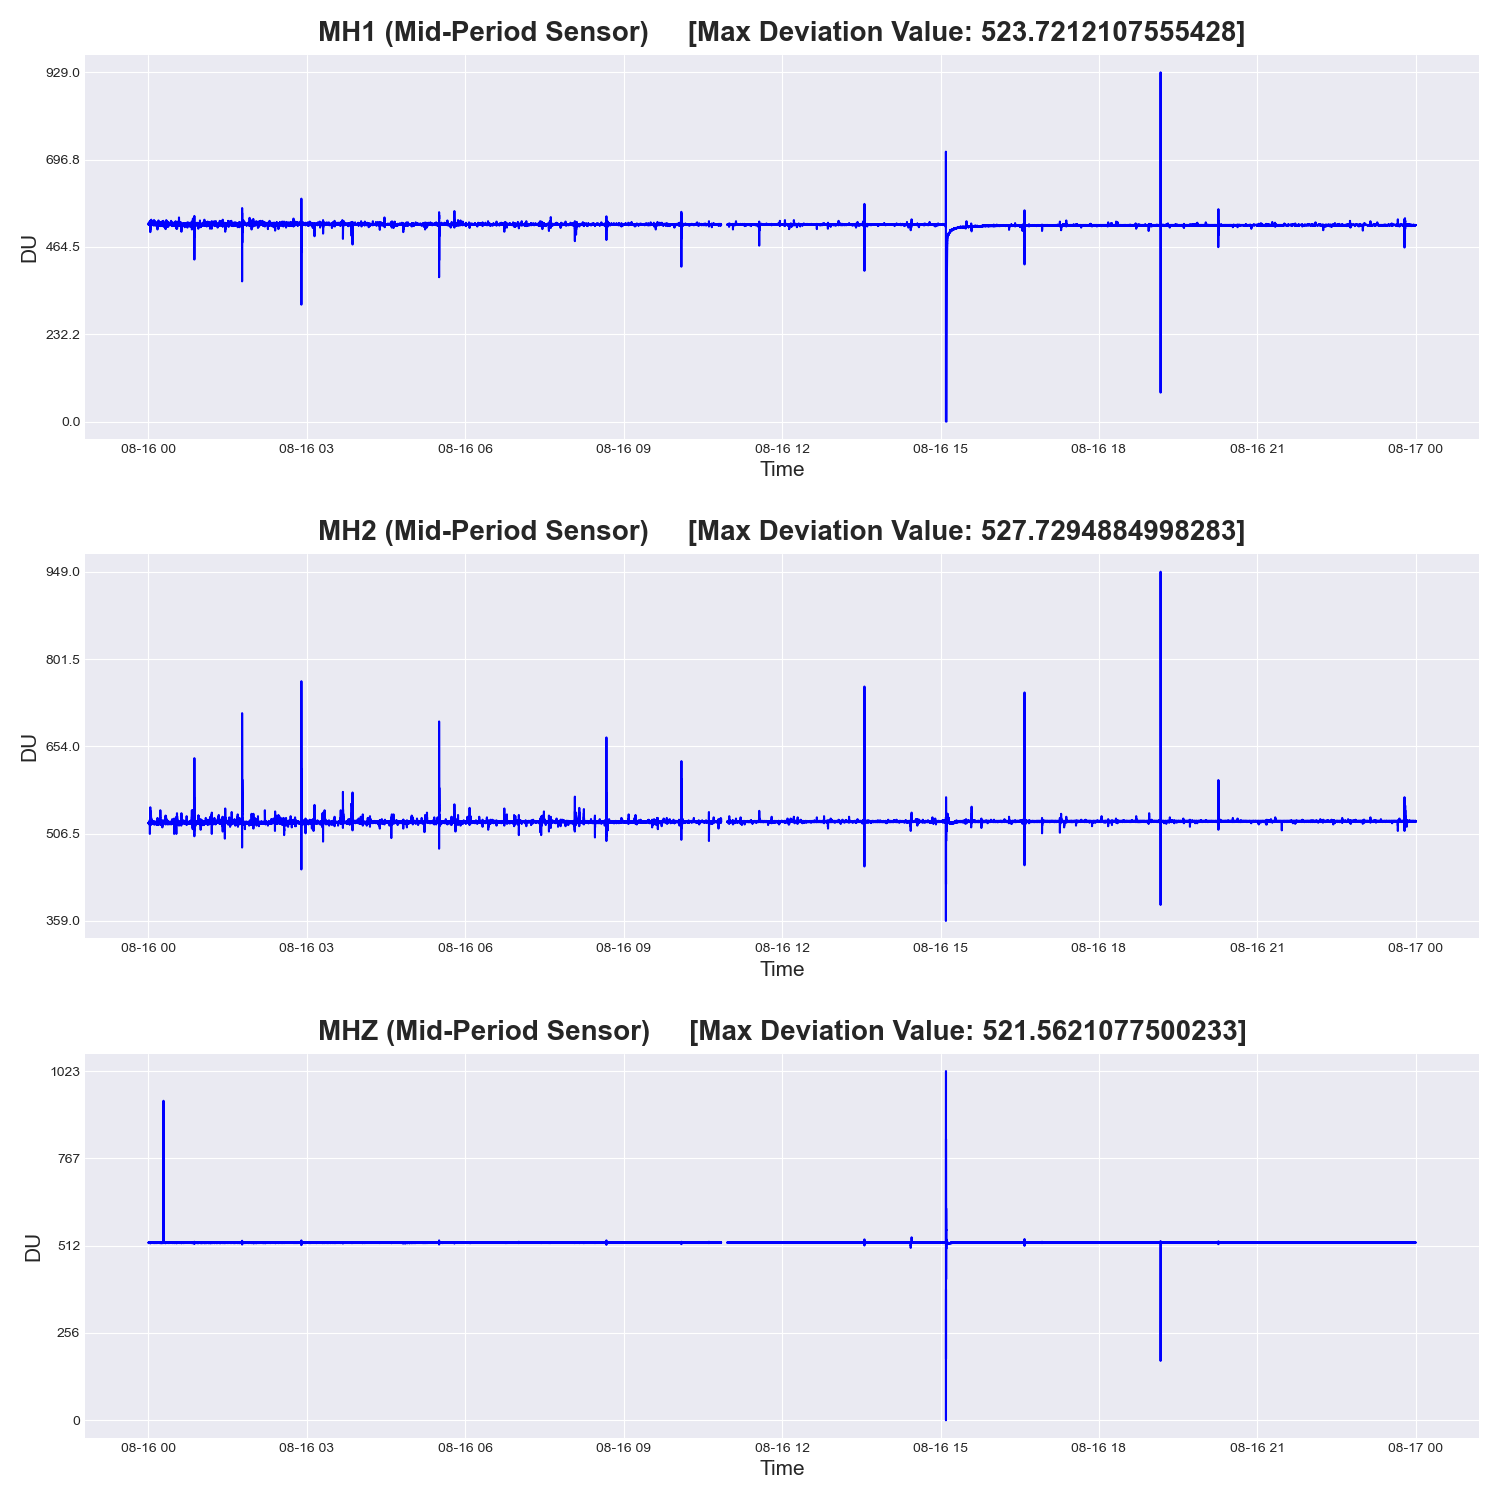 MH1 (Mid-Period Sensor) [Max Deviation Value: 523.7212107555428]
929.0
696.8
464.5
232.2
0.0
DU
08-16 00 08-16 03 08-16 06 08-16 09 08-16 12 08-16 15 08-16 18 08-16 21 08-17 00
Time
MH2 (Mid-Period Sensor) [Max Deviation Value: 527.7294884998283]
949.0
801.5
654.0
506.5
359.0
DU
08-16 00 08-16 03 08-16 06 08-16 09 08-16 12 08-16 15 08-16 18 08-16 21 08-17 00
Time
MHZ (Mid-Period Sensor) [Max Deviation Value: 521.5621077500233]
1023
767
512
256
0
DU
08-16 00 08-16 03 08-16 06 08-16 09 08-16 12 08-16 15 08-16 18 08-16 21 08-17 00
Time